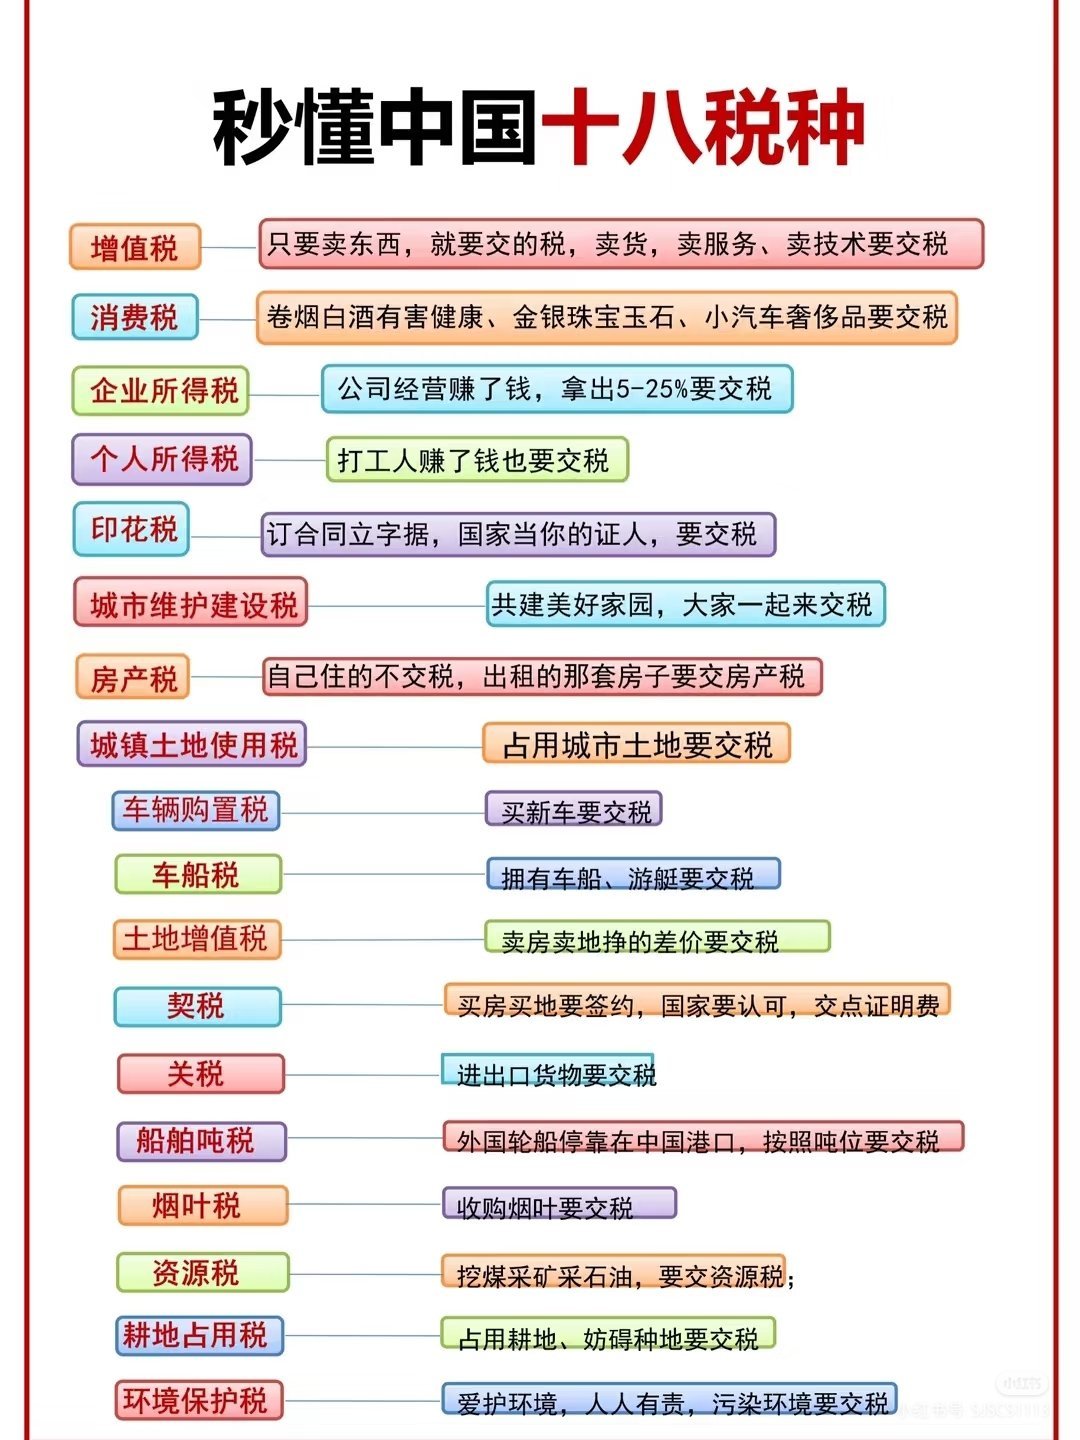 秒懂中国十八税种
增值税 只要卖东西，就要交的税，卖货，卖服务、卖技术要交税
消费税 卷烟白酒有害健康、金银珠宝玉石、小汽车奢侈品要交税
企业所得税 公司经营赚了钱，拿出5-25%要交税
个人所得税 打工人赚了钱也要交税
印花税 订合同立字据，国家当你的证人，要交税
城市维护建设税 共建美好家园，大家一起来交税
房产税 自己住的不交税，出租的那套房子要交房产税
城镇土地使用税 占用城市土地要交税
车辆购置税 买新车要交税
车船税 拥有车船、游艇要交税
土地增值税 卖房卖地挣的差价要交税
契税 买房买地要签约，国家要认可，交点证明费
关税 进出口货物要交税
船舶吨税 外国轮船停靠在中国港口，按照吨位要交税
烟叶税 收购烟叶要交税
资源税 挖煤采矿采石油，要交资源税；
耕地占用税 占用耕地、妨碍种地要交税
环境保护税 爱护环境，人人有责，污染环境要交税
小红书
小红书号